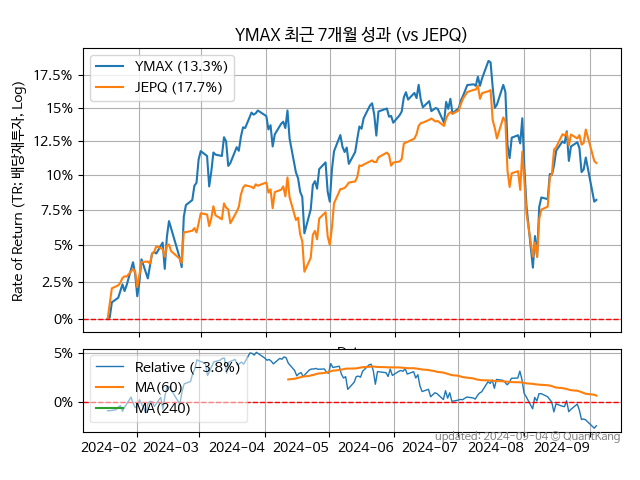 YMAX 최근 7개월 성과 (vs JEPQ)
Rate of Return (TR: 배당재투자, Log)
17.5%
15%
12.5%
10%
7.5%
5%
2.5%
0%
YMAX (13.3%)
JEPQ (17.7%)
5%
0%
Relative (−3.8%)
MA(60)
MA(240)
2024-02 2024-03 2024-04 2024-05 2024-06 2024-07 2024-08 2024-09
updated: 2024-09-04 © QuantKang